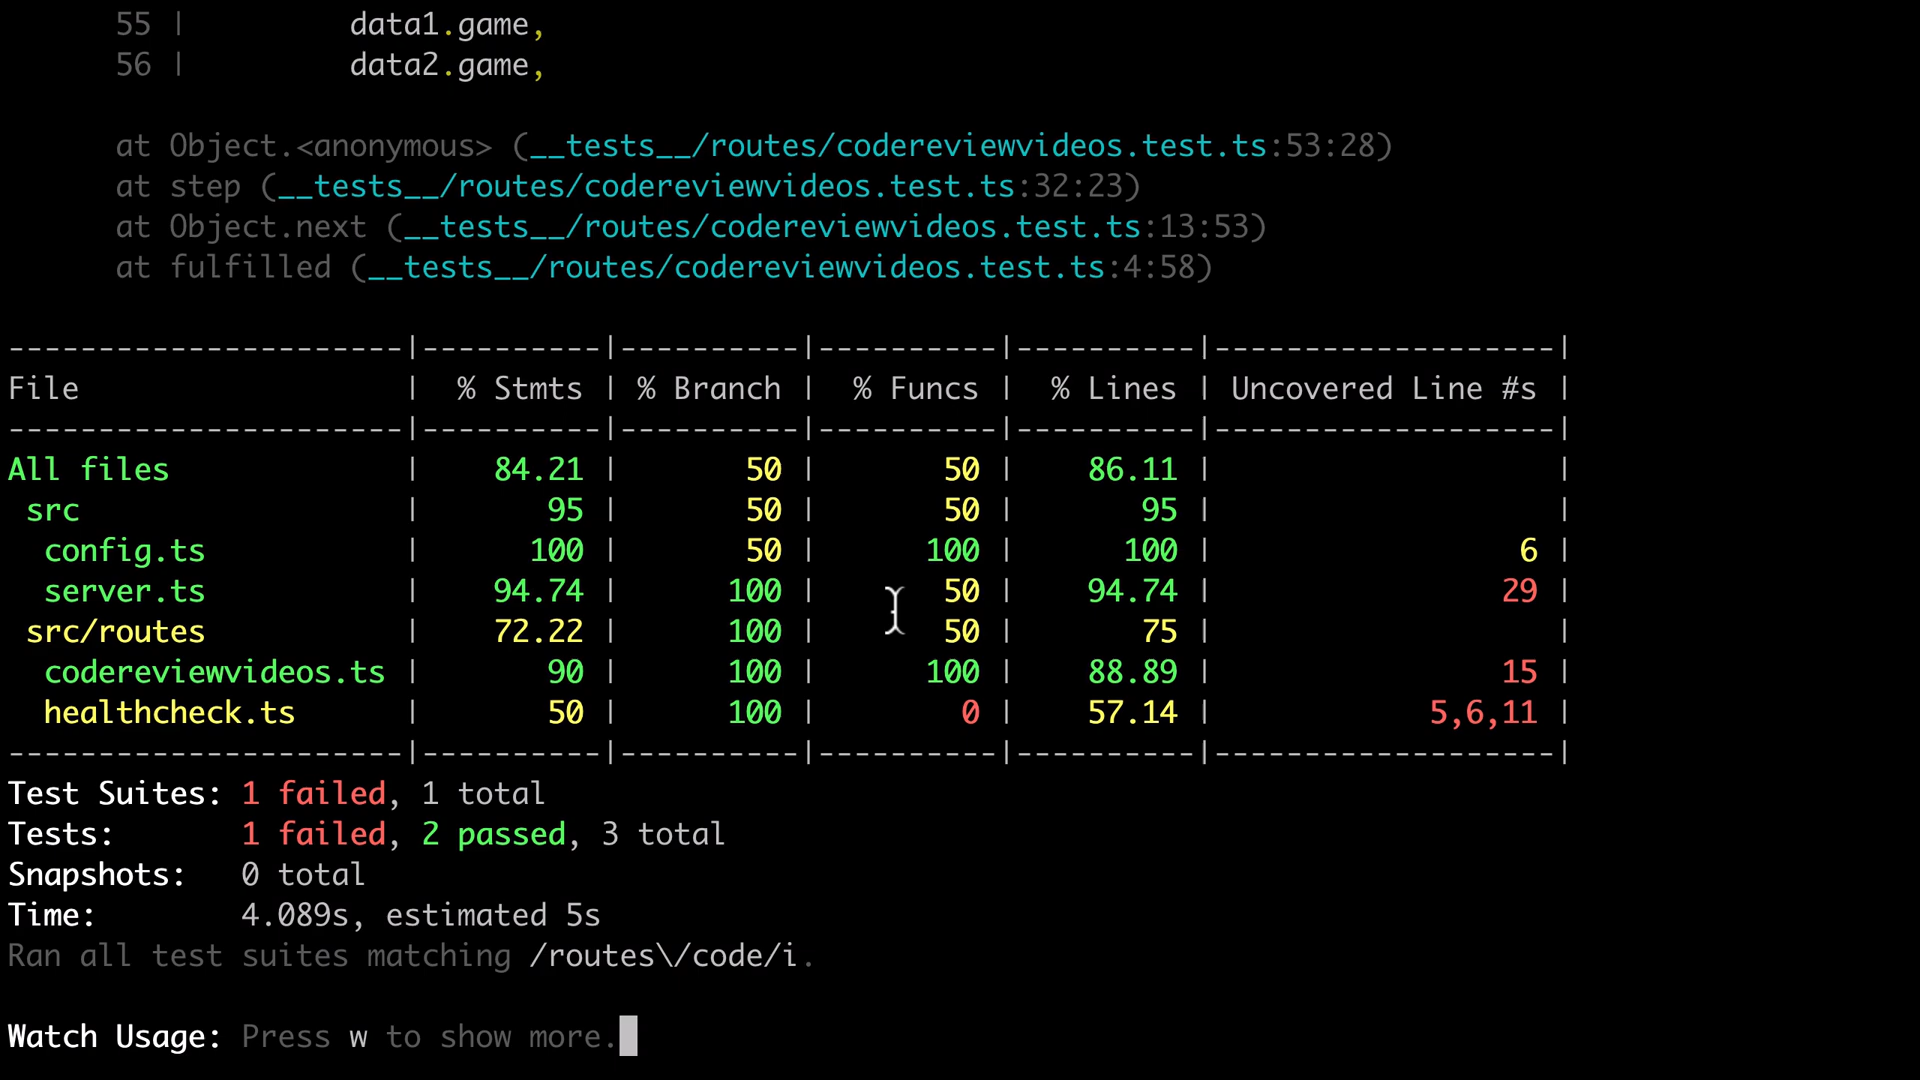 55 |         data1.game,
56 |         data2.game,
at Object.<anonymous> (__tests__/routes/codereviewvideos.test.ts:53:28)
at step (__tests__/routes/codereviewvideos.test.ts:32:23)
at Object.next (__tests__/routes/codereviewvideos.test.ts:13:53)
at fulfilled (__tests__/routes/codereviewvideos.test.ts:4:58)
----------------------|----------|----------|----------|----------|-------------------|
File                  |  % Stmts | % Branch |  % Funcs |  % Lines | Uncovered Line #s |
----------------------|----------|----------|----------|----------|-------------------|
All files             |    84.21 |       50 |       50 |    86.11 |                   |
 src                  |       95 |       50 |       50 |       95 |                   |
  config.ts           |      100 |       50 |      100 |      100 |                 6 |
  server.ts           |    94.74 |      100 |       50 |    94.74 |                29 |
 src/routes           |    72.22 |      100 |       50 |       75 |                   |
  codereviewvideos.ts |       90 |      100 |      100 |    88.89 |                15 |
  healthcheck.ts      |       50 |      100 |        0 |    57.14 |            5,6,11 |
----------------------|----------|----------|----------|----------|-------------------|
Test Suites: 1 failed, 1 total
Tests:       1 failed, 2 passed, 3 total
Snapshots:   0 total
Time:        4.089s, estimated 5s
Ran all test suites matching /routes\/code/i.
Watch Usage: Press w to show more.